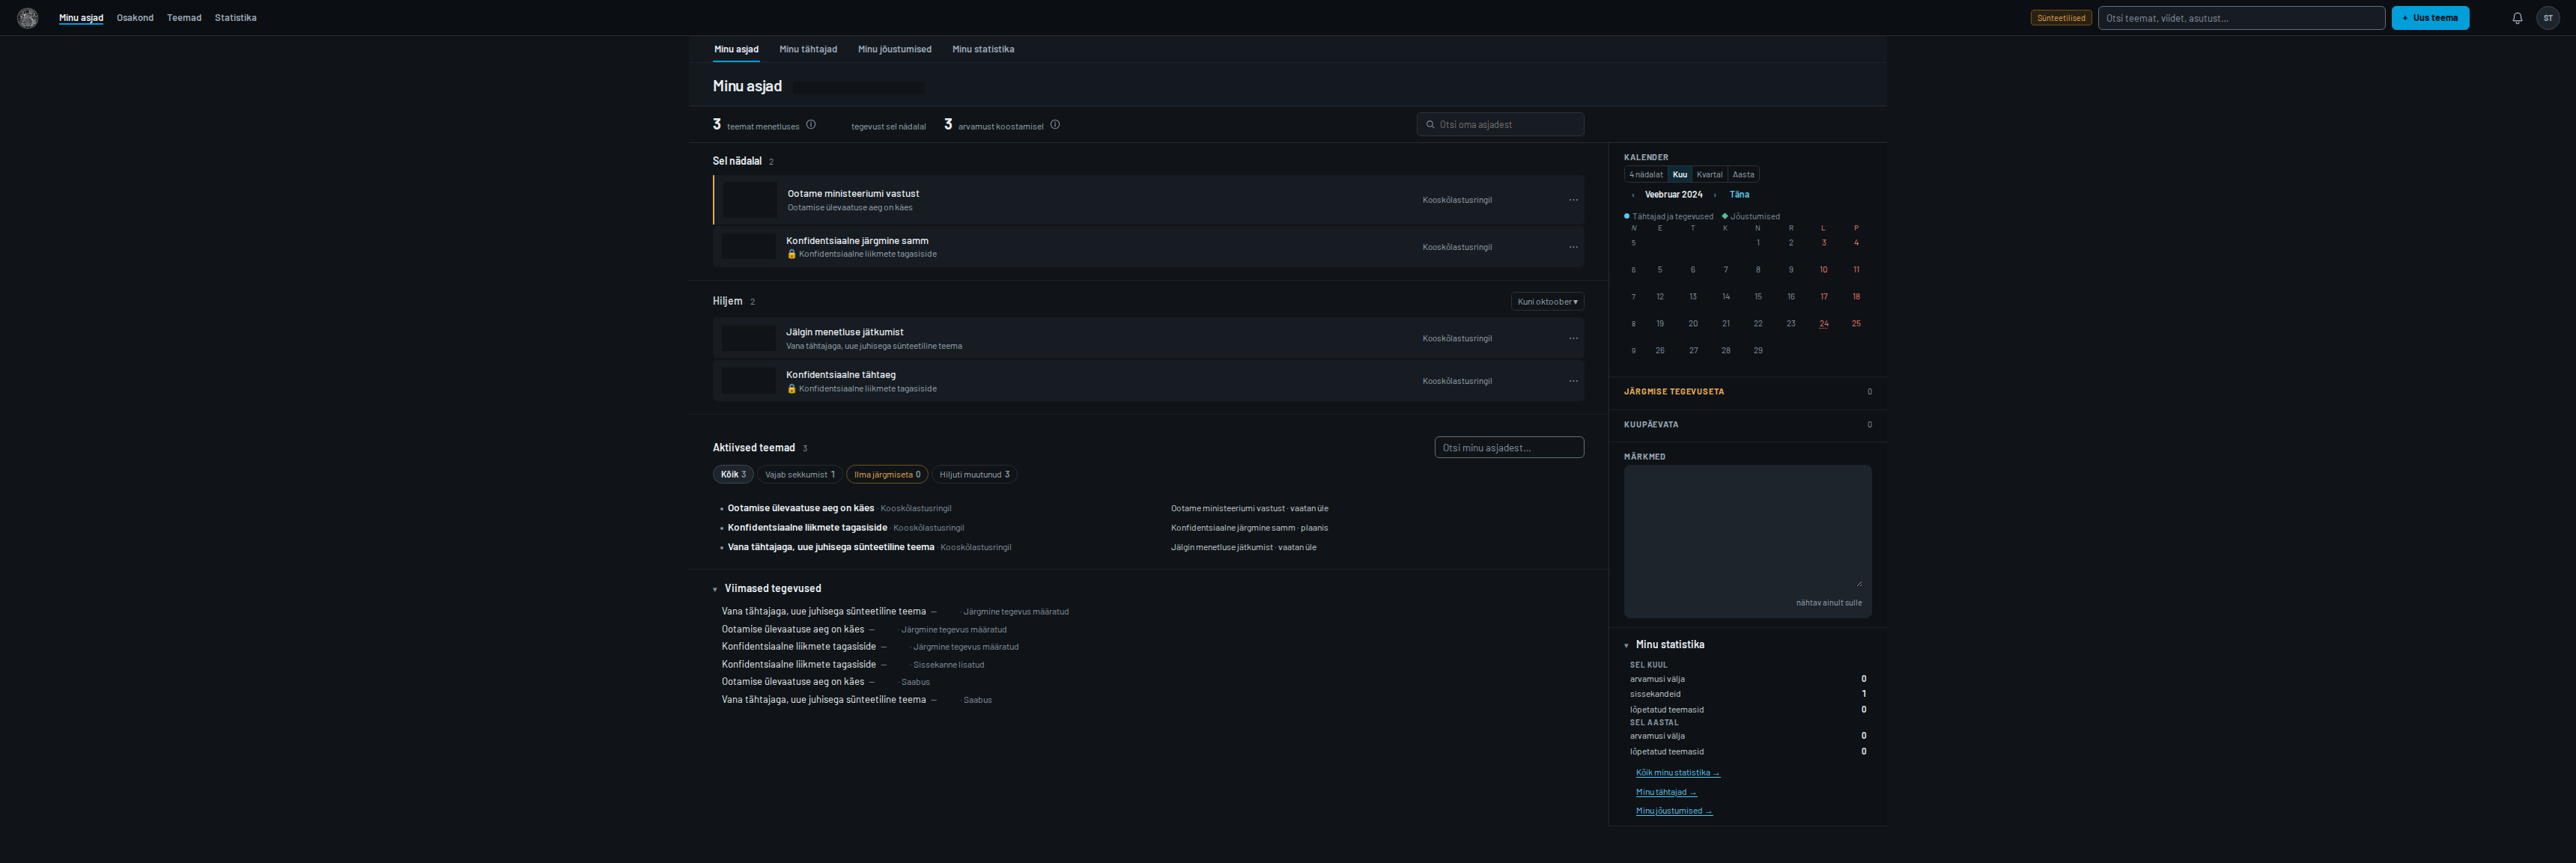 Minu asjad Osakond Teemad Statistika Sünteetilised Otsi teemat, viidet, asutust... + Uus teema ST
Minu asjad Minu tähtajad Minu jõustumised Minu statistika
Minu asjad
3 teemat menetluses ⓘ tegevust sel nädalal 3 arvamust koostamisel ⓘ Otsi oma asjadest
Sel nädalal 2
Ootame ministeeriumi vastust
Ootamise ülevaatuse aeg on käes
Kooskõlastusringil ...
Konfidentsiaalne järgmine samm
🔒 Konfidentsiaalne liikmete tagasiside
Kooskõlastusringil ...
Hiljem 2 Kuni oktoober ▾
Jälgin menetluse jätkumist
Vana tähtajaga, uue juhisega sünteetiline teema
Kooskõlastusringil ...
Konfidentsiaalne tähtaeg
🔒 Konfidentsiaalne liikmete tagasiside
Kooskõlastusringil ...
Aktiivsed teemad 3 Otsi minu asjadest...
Kõik 3 Vajab sekkumist 1 Ilma järgmiseta 0 Hiljuti muutunud 3
• Ootamise ülevaatuse aeg on käes · Kooskõlastusringil Ootame ministeeriumi vastust · vaatan üle
• Konfidentsiaalne liikmete tagasiside · Kooskõlastusringil Konfidentsiaalne järgmine samm · plaanis
• Vana tähtajaga, uue juhisega sünteetiline teema · Kooskõlastusringil Jälgin menetluse jätkumist · vaatan üle
▾ Viimased tegevused
Vana tähtajaga, uue juhisega sünteetiline teema — · Järgmine tegevus määratud
Ootamise ülevaatuse aeg on käes — · Järgmine tegevus määratud
Konfidentsiaalne liikmete tagasiside — · Järgmine tegevus määratud
Konfidentsiaalne liikmete tagasiside — · Sissekanne lisatud
Ootamise ülevaatuse aeg on käes — · Saabus
Vana tähtajaga, uue juhisega sünteetiline teema — · Saabus
KALENDER
4 nädalat Kuu Kvartal Aasta
‹ Veebruar 2024 › Täna
Tähtajad ja tegevused Jõustumised
N E T K N R L P
5 1 2 3 4
6 5 6 7 8 9 10 11
7 12 13 14 15 16 17 18
8 19 20 21 22 23 24 25
9 26 27 28 29
JÄRGMISE TEGEVUSETA 0
KUUPÄEVATA 0
MÄRKMED
nähtav ainult sulle
▾ Minu statistika
SEL KUUL
arvamusi välja 0
sissekandeid 1
lõpetatud teemasid 0
SEL AASTAL
arvamusi välja 0
lõpetatud teemasid 0
Kõik minu statistika →
Minu tähtajad →
Minu jõustumised →